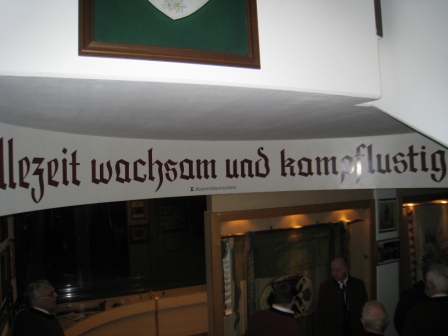 llezeit wachsam und kampflustig